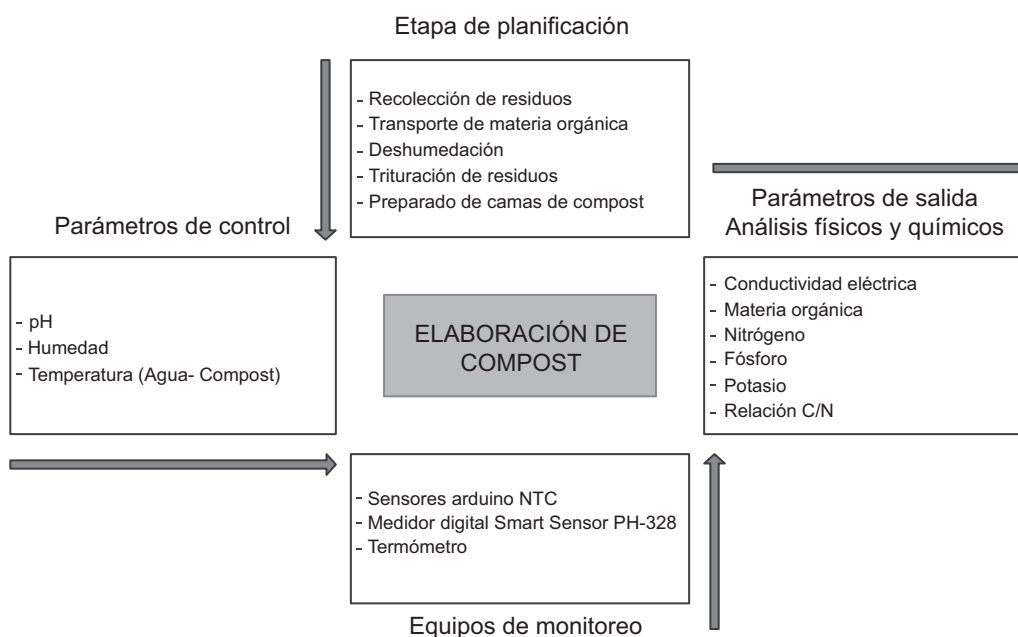 Etapa de planificación
- Recolección de residuos
- Transporte de materia orgánica
- Deshumedación
- Trituración de residuos
- Preparado de camas de compost
Parámetros de control
- pH
- Humedad
- Temperatura (Agua- Compost)
ELABORACIÓN DE
COMPOST
Parámetros de salida
Análisis físicos y químicos
- Conductividad eléctrica
- Materia orgánica
- Nitrógeno
- Fósforo
- Potasio
- Relación C/N
- Sensores arduino NTC
- Medidor digital Smart Sensor PH-328
- Termómetro
Equipos de monitoreo